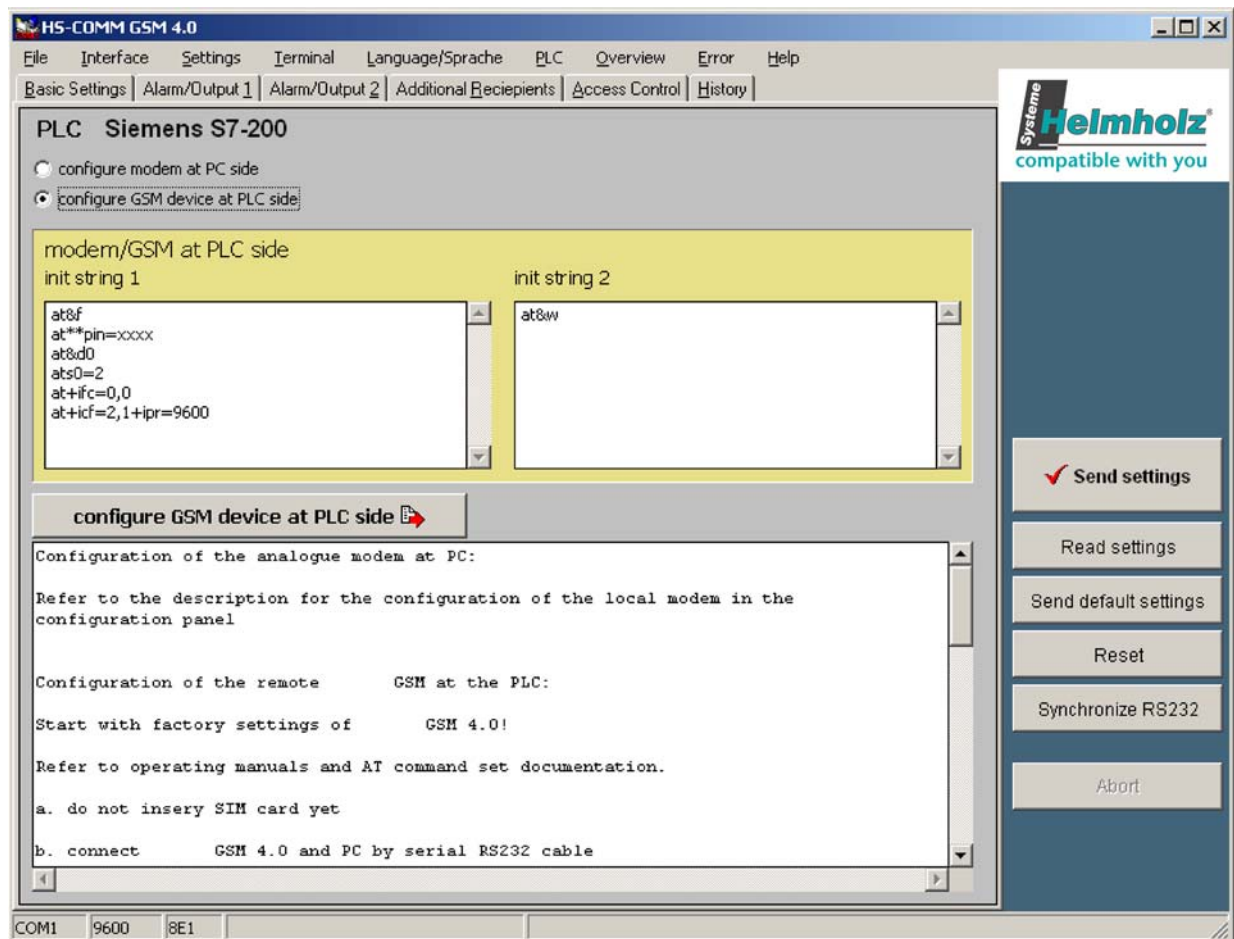 HS-COMM GSM 4.0
File Interface Settings Terminal Language/Sprache PLC Overview Error Help
Basic Settings Alarm/Output 1 Alarm/Output 2 Additional Reciepients Access Control History
Systeme Helmholz®
compatible with you
PLC Siemens S7-200
configure modem at PC side
configure GSM device at PLC side
modem/GSM at PLC side
init string 1
at&f
at**pin=xxxx
at&d0
ats0=2
at+ifc=0,0
at+icf=2,1+ipr=9600
init string 2
at&w
configure GSM device at PLC side
Configuration of the analogue modem at PC:
Refer to the description for the configuration of the local modem in the
configuration panel
Configuration of the remote GSM at the PLC:
Start with factory settings of GSM 4.0!
Refer to operating manuals and AT command set documentation.
a. do not insery SIM card yet
b. connect GSM 4.0 and PC by serial RS232 cable
Send settings
Read settings
Send default settings
Reset
Synchronize RS232
Abort
COM1 9600 8E1